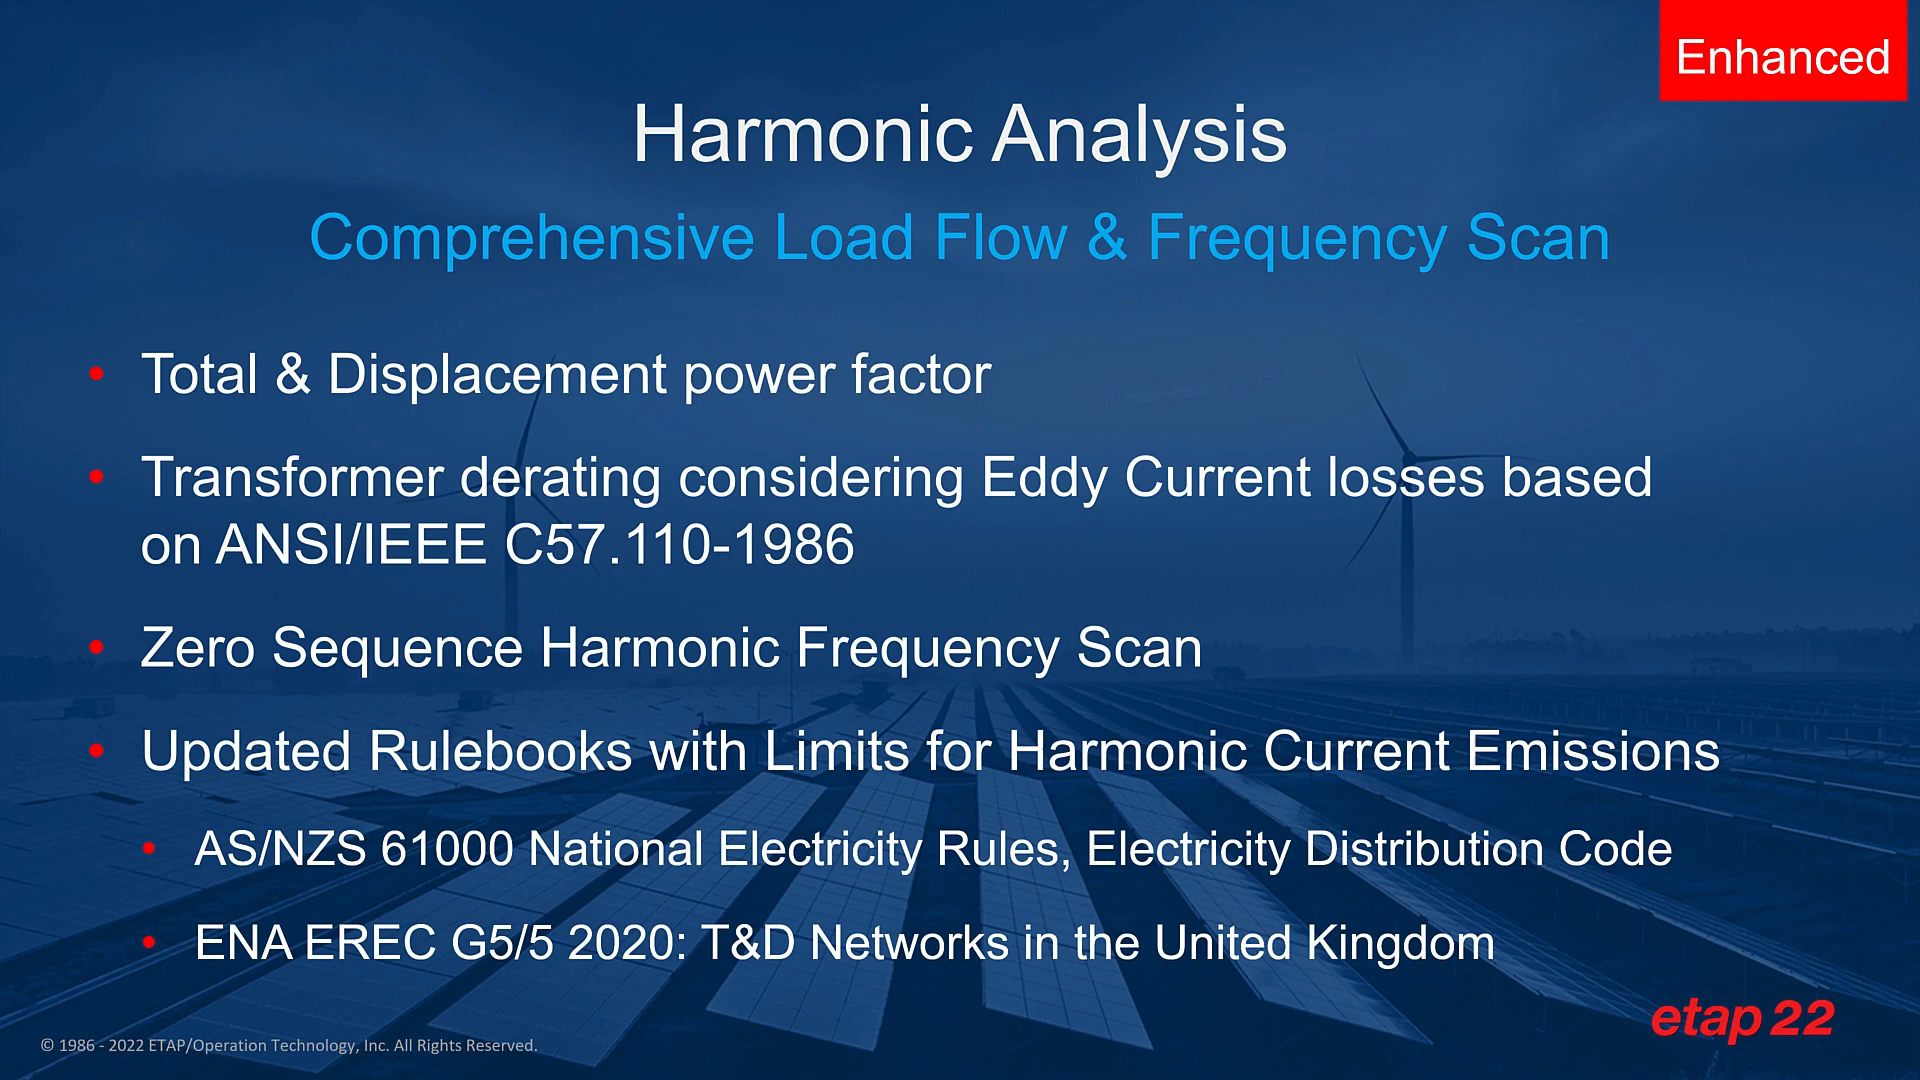 Enhanced
Harmonic Analysis
Comprehensive Load Flow & Frequency Scan
• Total & Displacement power factor
• Transformer derating considering Eddy Current losses based
on ANSI/IEEE C57.110-1986
• Zero Sequence Harmonic Frequency Scan
• Updated Rulebooks with Limits for Harmonic Current Emissions
• AS/NZS 61000 National Electricity Rules, Electricity Distribution Code
• ENA EREC G5/5 2020: T&D Networks in the United Kingdom
etap 22
© 1986 - 2022 ETAP/Operation Technology, Inc. All Rights Reserved.